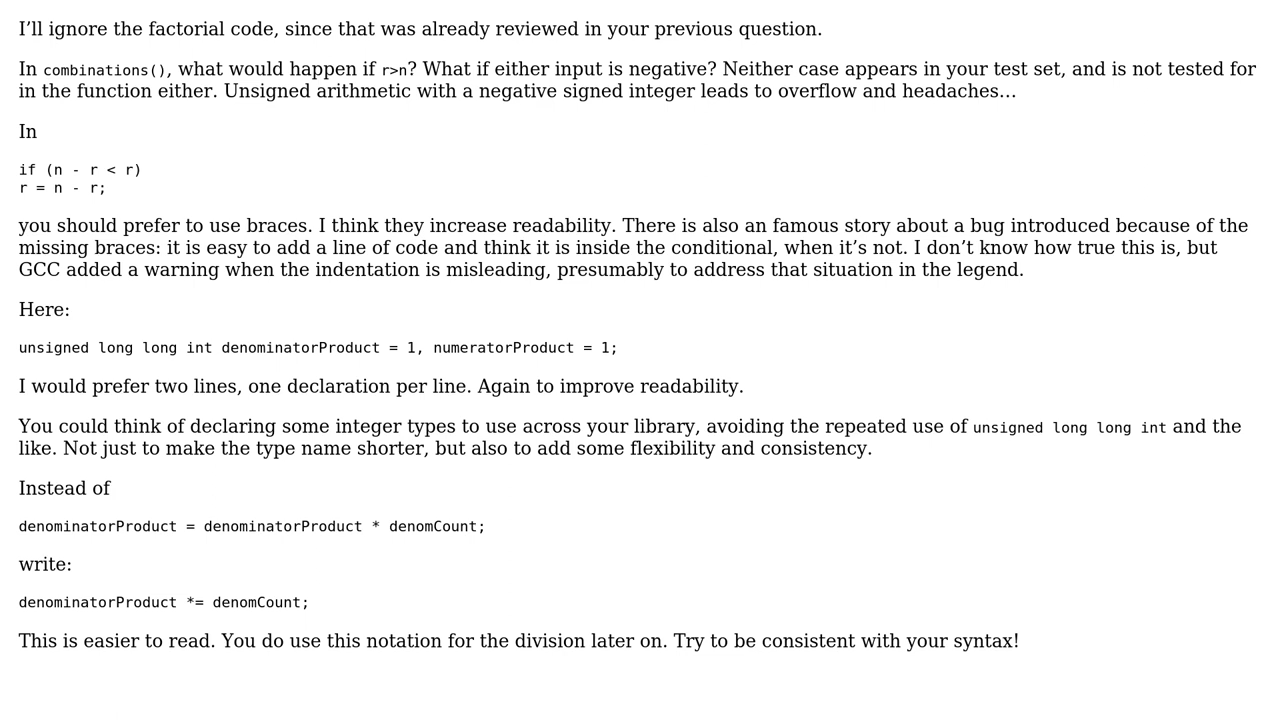 I’ll ignore the factorial code, since that was already reviewed in your previous question.
In combinations(), what would happen if r>n? What if either input is negative? Neither case appears in your test set, and is not tested for
in the function either. Unsigned arithmetic with a negative signed integer leads to overflow and headaches…
In
if (n - r < r)
r = n - r;
you should prefer to use braces. I think they increase readability. There is also an famous story about a bug introduced because of the
missing braces: it is easy to add a line of code and think it is inside the conditional, when it’s not. I don’t know how true this is, but
GCC added a warning when the indentation is misleading, presumably to address that situation in the legend.
Here:
unsigned long long int denominatorProduct = 1, numeratorProduct = 1;
I would prefer two lines, one declaration per line. Again to improve readability.
You could think of declaring some integer types to use across your library, avoiding the repeated use of unsigned long long int and the
like. Not just to make the type name shorter, but also to add some flexibility and consistency.
Instead of
denominatorProduct = denominatorProduct * denomCount;
write:
denominatorProduct *= denomCount;
This is easier to read. You do use this notation for the division later on. Try to be consistent with your syntax!